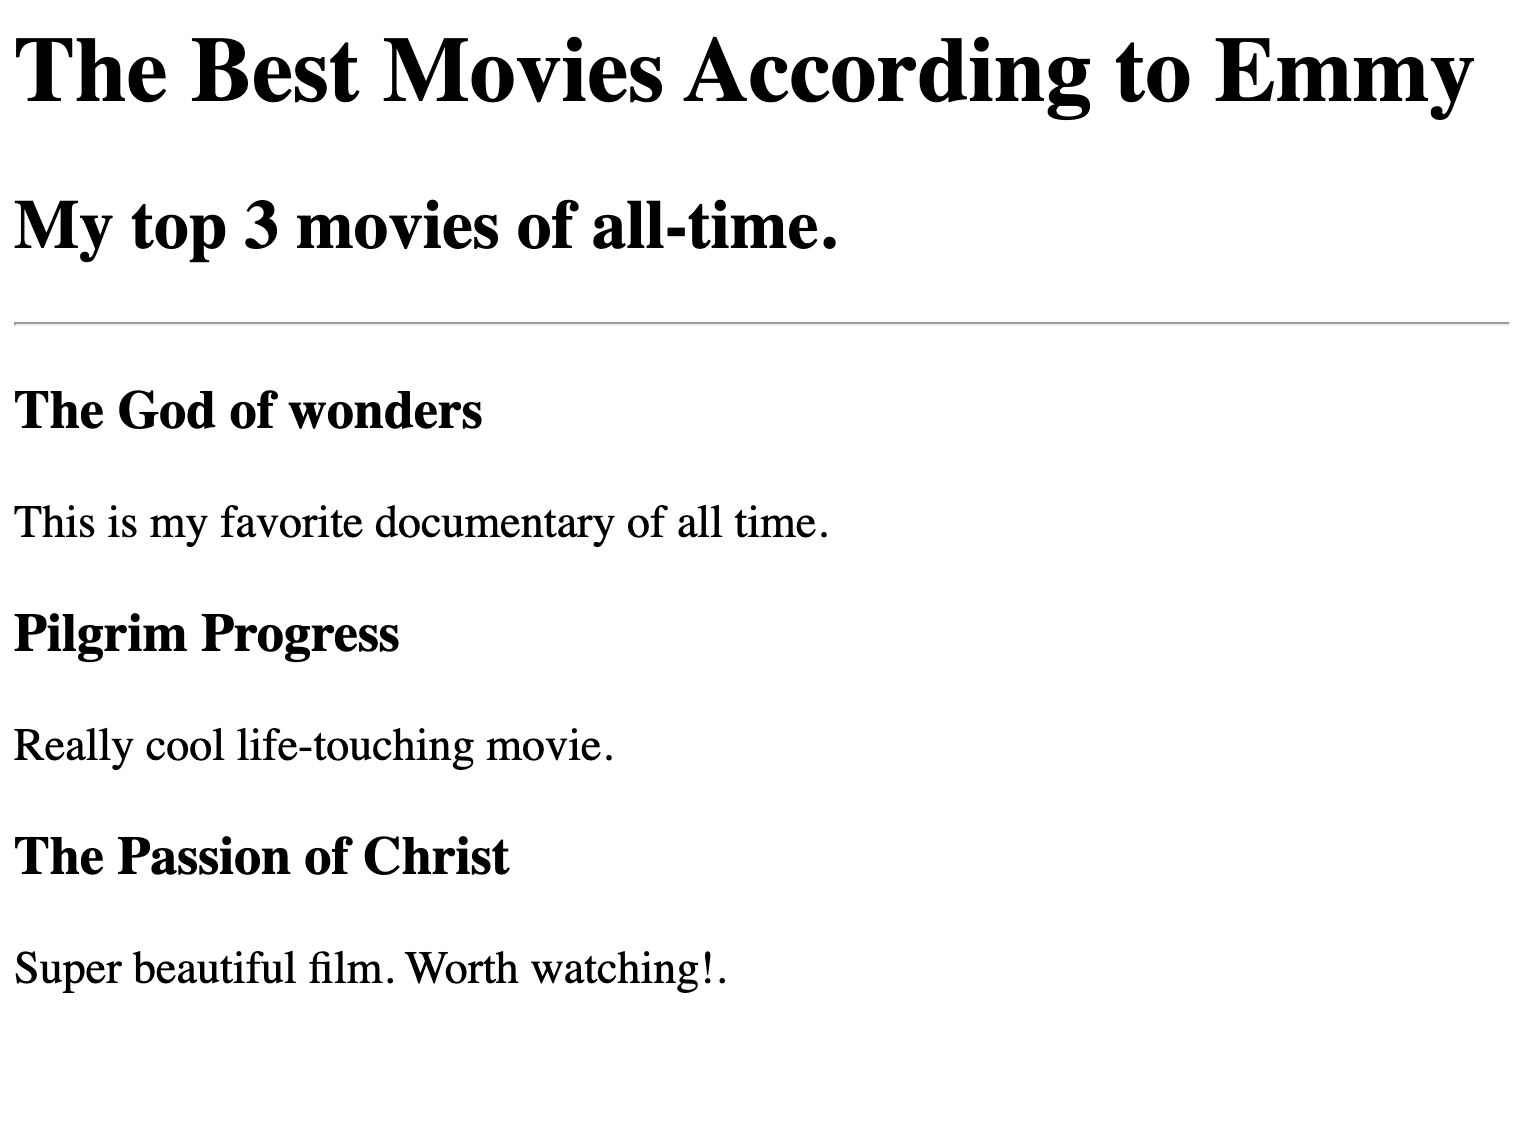 The Best Movies According to Emmy
My top 3 movies of all-time.
The God of wonders
This is my favorite documentary of all time.
Pilgrim Progress
Really cool life-touching movie.
The Passion of Christ
Super beautiful film. Worth watching!.